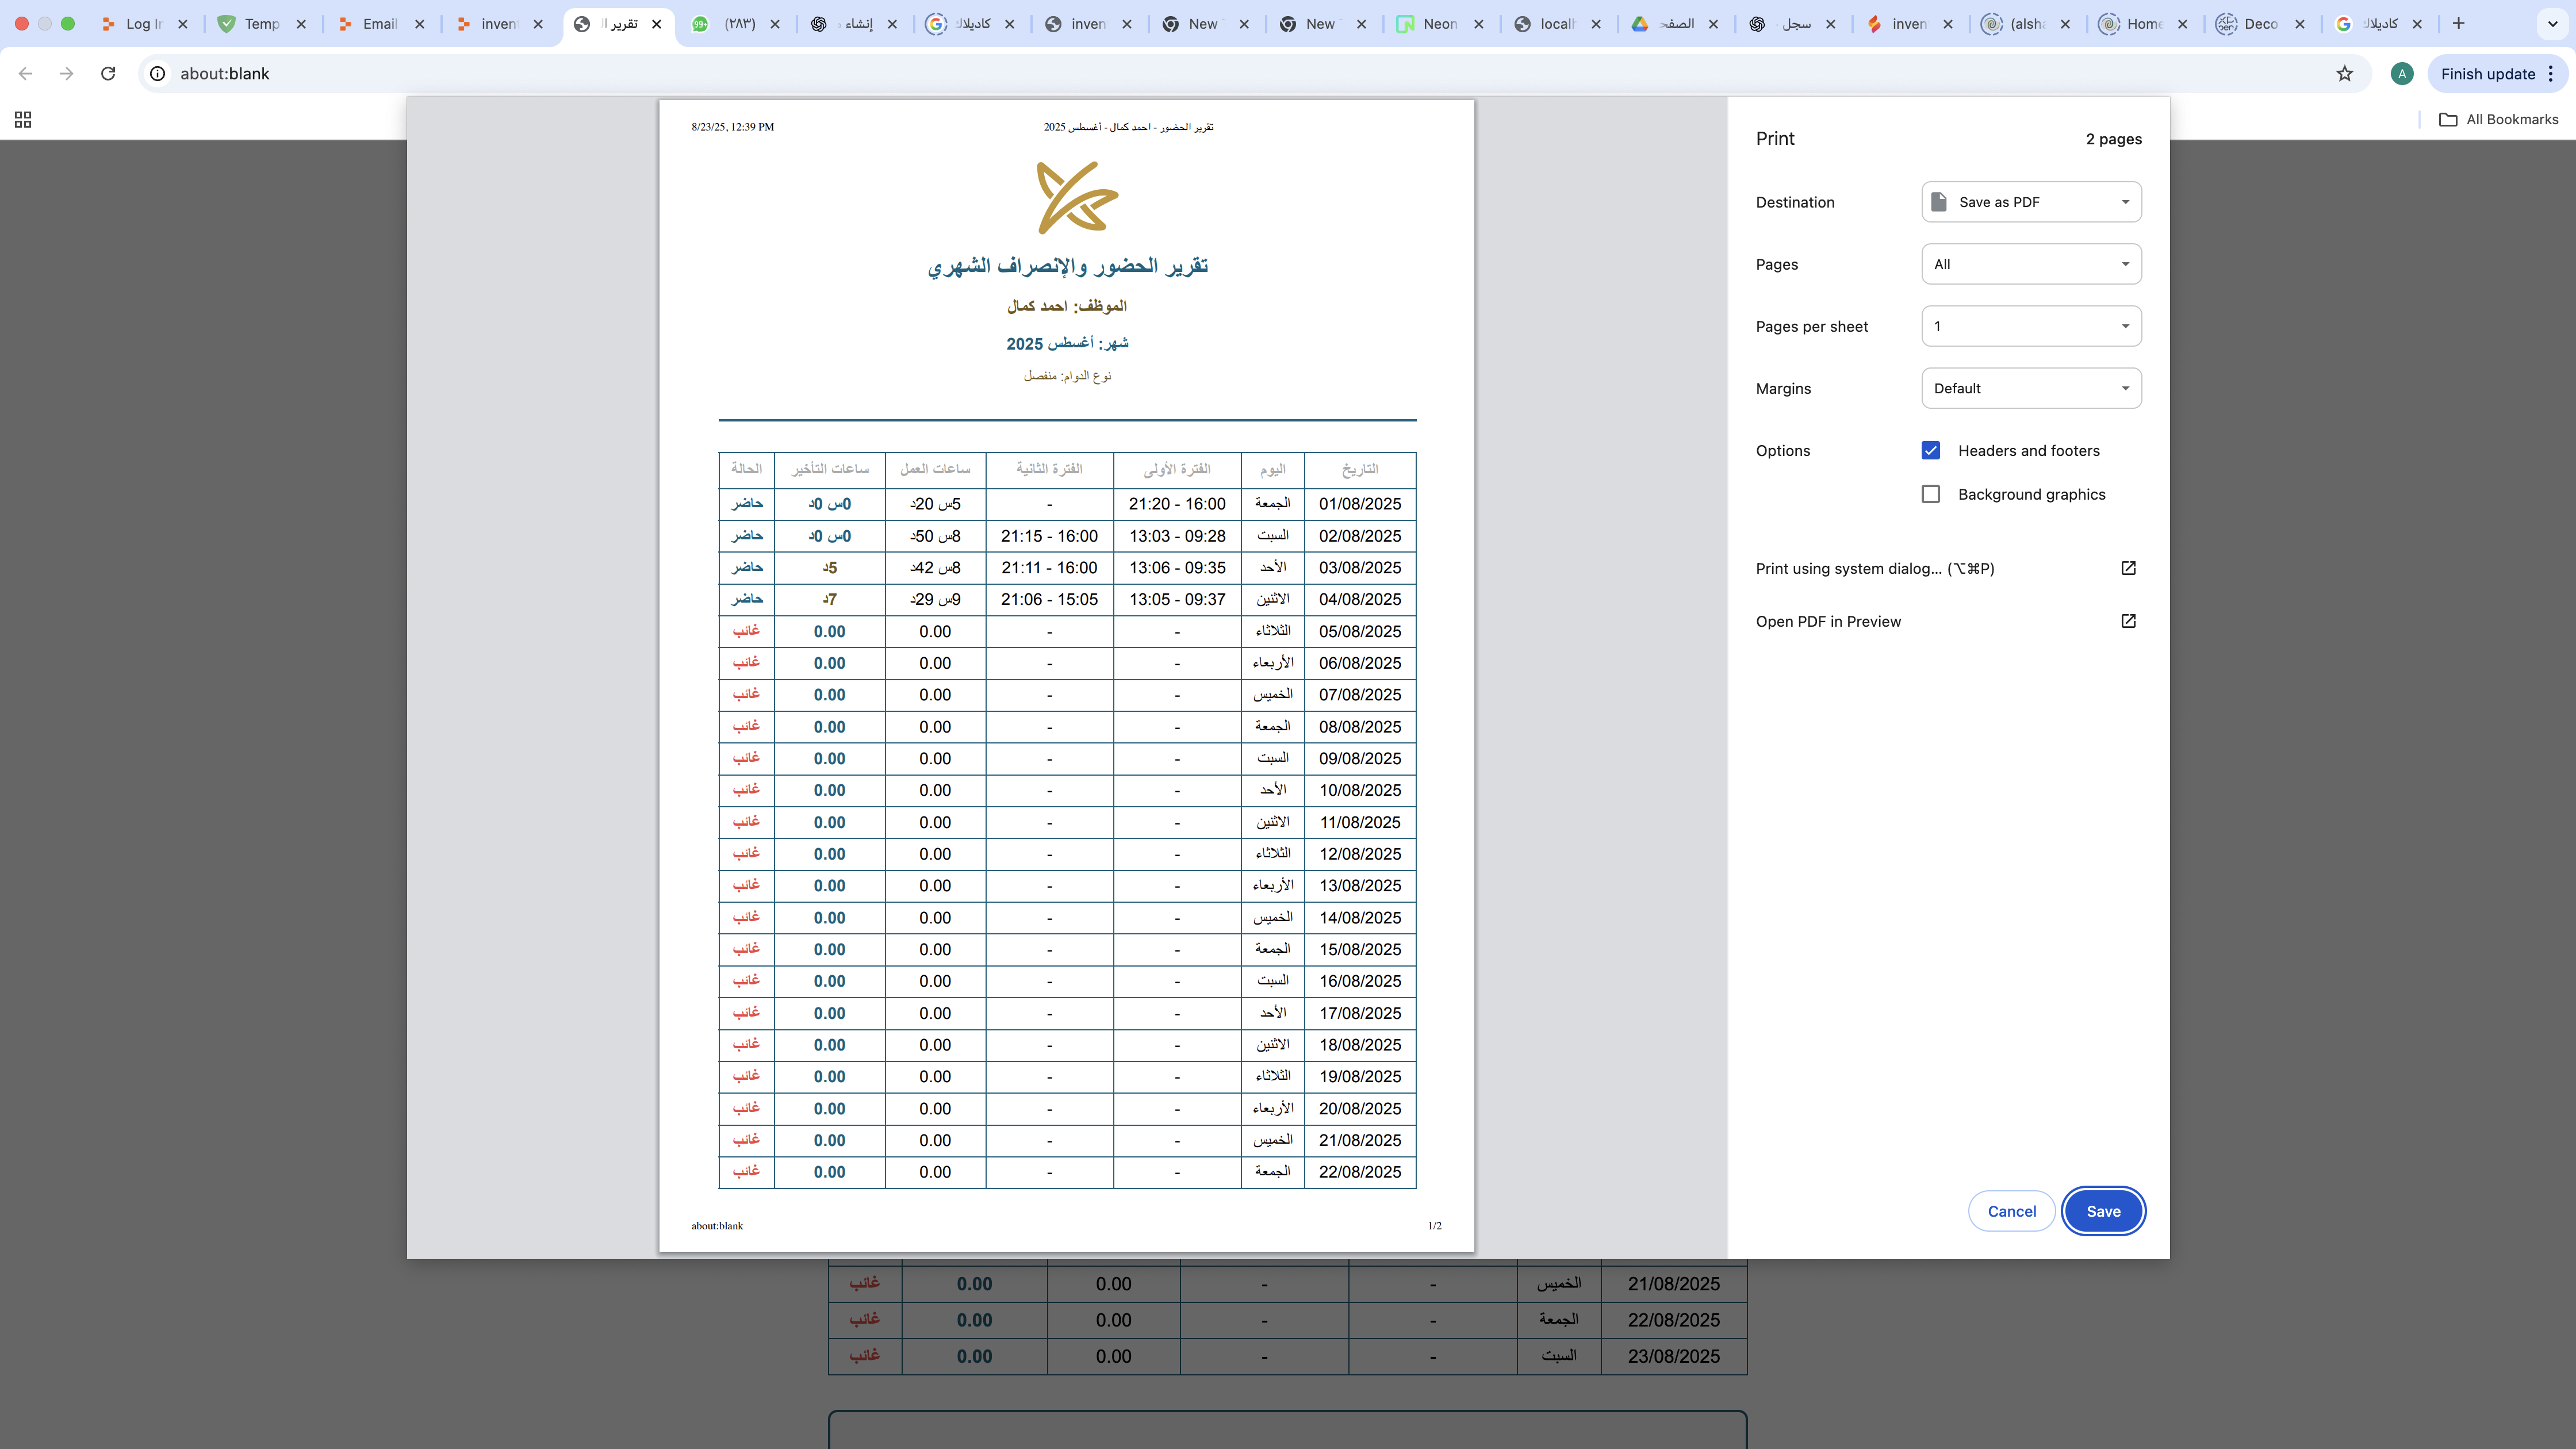 Log In
Temp
Email
inven
تقرير ال
99+ (٢٨٣)
إنشاء
كاديلاك
inven
New
New
Neon
localh
الصفح
سجل
inven
(alsha
Home
Deco
كاديلاك
about:blank
A
Finish update
All Bookmarks
8/23/25, 12:39 PM
تقرير الحضور - احمد كمال - أغسطس 2025
تقرير الحضور والإنصراف الشهري
الموظف: احمد كمال
شهر: أغسطس 2025
نوع الدوام: منفصل
التاريخ اليوم الفترة الأولى الفترة الثانية ساعات العمل ساعات التأخير الحالة
01/08/2025 الجمعة 16:00 - 21:20 - 5س 20د 0س 0د حاضر
02/08/2025 السبت 09:28 - 13:03 16:00 - 21:15 8س 50د 0س 0د حاضر
03/08/2025 الأحد 09:35 - 13:06 16:00 - 21:11 8س 42د 5د حاضر
04/08/2025 الاثنين 09:37 - 13:05 15:05 - 21:06 9س 29د 7د حاضر
05/08/2025 الثلاثاء - - 0.00 0.00 غائب
06/08/2025 الأربعاء - - 0.00 0.00 غائب
07/08/2025 الخميس - - 0.00 0.00 غائب
08/08/2025 الجمعة - - 0.00 0.00 غائب
09/08/2025 السبت - - 0.00 0.00 غائب
10/08/2025 الأحد - - 0.00 0.00 غائب
11/08/2025 الاثنين - - 0.00 0.00 غائب
12/08/2025 الثلاثاء - - 0.00 0.00 غائب
13/08/2025 الأربعاء - - 0.00 0.00 غائب
14/08/2025 الخميس - - 0.00 0.00 غائب
15/08/2025 الجمعة - - 0.00 0.00 غائب
16/08/2025 السبت - - 0.00 0.00 غائب
17/08/2025 الأحد - - 0.00 0.00 غائب
18/08/2025 الاثنين - - 0.00 0.00 غائب
19/08/2025 الثلاثاء - - 0.00 0.00 غائب
20/08/2025 الأربعاء - - 0.00 0.00 غائب
21/08/2025 الخميس - - 0.00 0.00 غائب
22/08/2025 الجمعة - - 0.00 0.00 غائب
about:blank
1/2
Print
2 pages
Destination
Save as PDF
Pages
All
Pages per sheet
1
Margins
Default
Options
Headers and footers
Background graphics
Print using system dialog... (⌥⌘P)
Open PDF in Preview
Cancel
Save
21/08/2025 الخميس - - 0.00 0.00 غائب
22/08/2025 الجمعة - - 0.00 0.00 غائب
23/08/2025 السبت - - 0.00 0.00 غائب